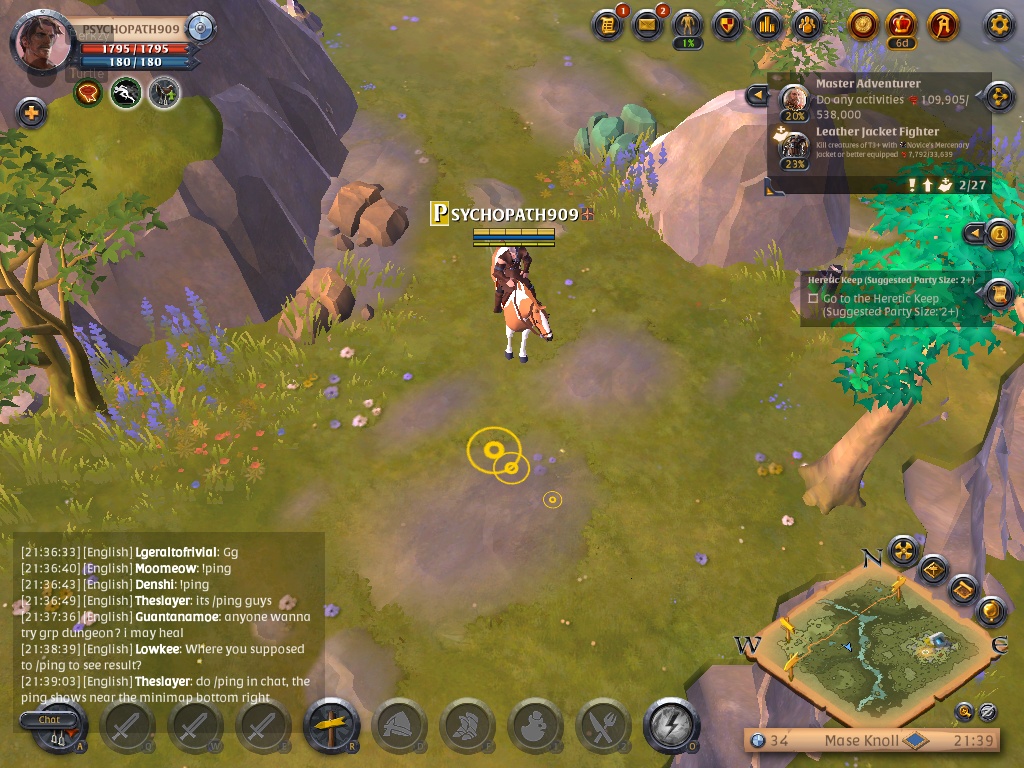 PSYCHOPATH909
1795 / 1795
180 / 180
Turtle
1
2
1%
6d
Master Adventurer
Do any activities 109,905/
538,000
20%
Leather Jacket Fighter
Kill creatures of T3+ with Novice's Mercenary
Jacket or better equipped 7,792/33,639
23%
2/27
PSYCHOPATH909
Heretic Keep (Suggested Party Size: 2+)
Go to the Heretic Keep
(Suggested Party Size: 2+)
[21:36:33] [English] Lgeraltofrivial: Gg
[21:36:40] [English] Moomeow: !ping
[21:36:43] [English] Denshi: !ping
[21:36:49] [English] Theslayer: its /ping guys
[21:37:36] [English] Guantanamoe: anyone wanna
try grp dungeon? i may heal
[21:38:39] [English] Lowkee: Where you supposed
to /ping to see result?
[21:39:03] [English] Theslayer: do /ping in chat, the
ping shows near the minimap bottom right
Chat
A
Q
W
E
R
D
F
O
N
W
E
34
Mase Knoll
21:39